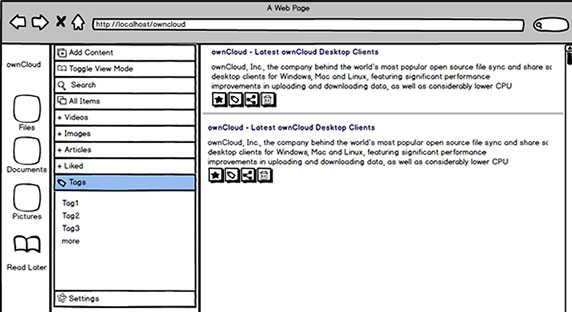 A Web Page
http://localhost/owncloud
ownCloud
Files
Documents
Pictures
Read Later
Add Content
Toggle View Mode
Search
All Items
+ Videos
+ Images
+ Articles
+ Liked
Tags
Tag1
Tag2
Tag3
more
Settings
ownCloud - Latest ownCloud Desktop Clients
ownCloud, Inc., the company behind the world's most popular open source file sync and share
desktop clients for Windows, Mac and Linux, featuring significant performance
improvements in uploading and downloading data, as well as considerably lower CPU
ownCloud - Latest ownCloud Desktop Clients
ownCloud, Inc., the company behind the world's most popular open source file sync and share
desktop clients for Windows, Mac and Linux, featuring significant performance
improvements in uploading and downloading data, as well as considerably lower CPU